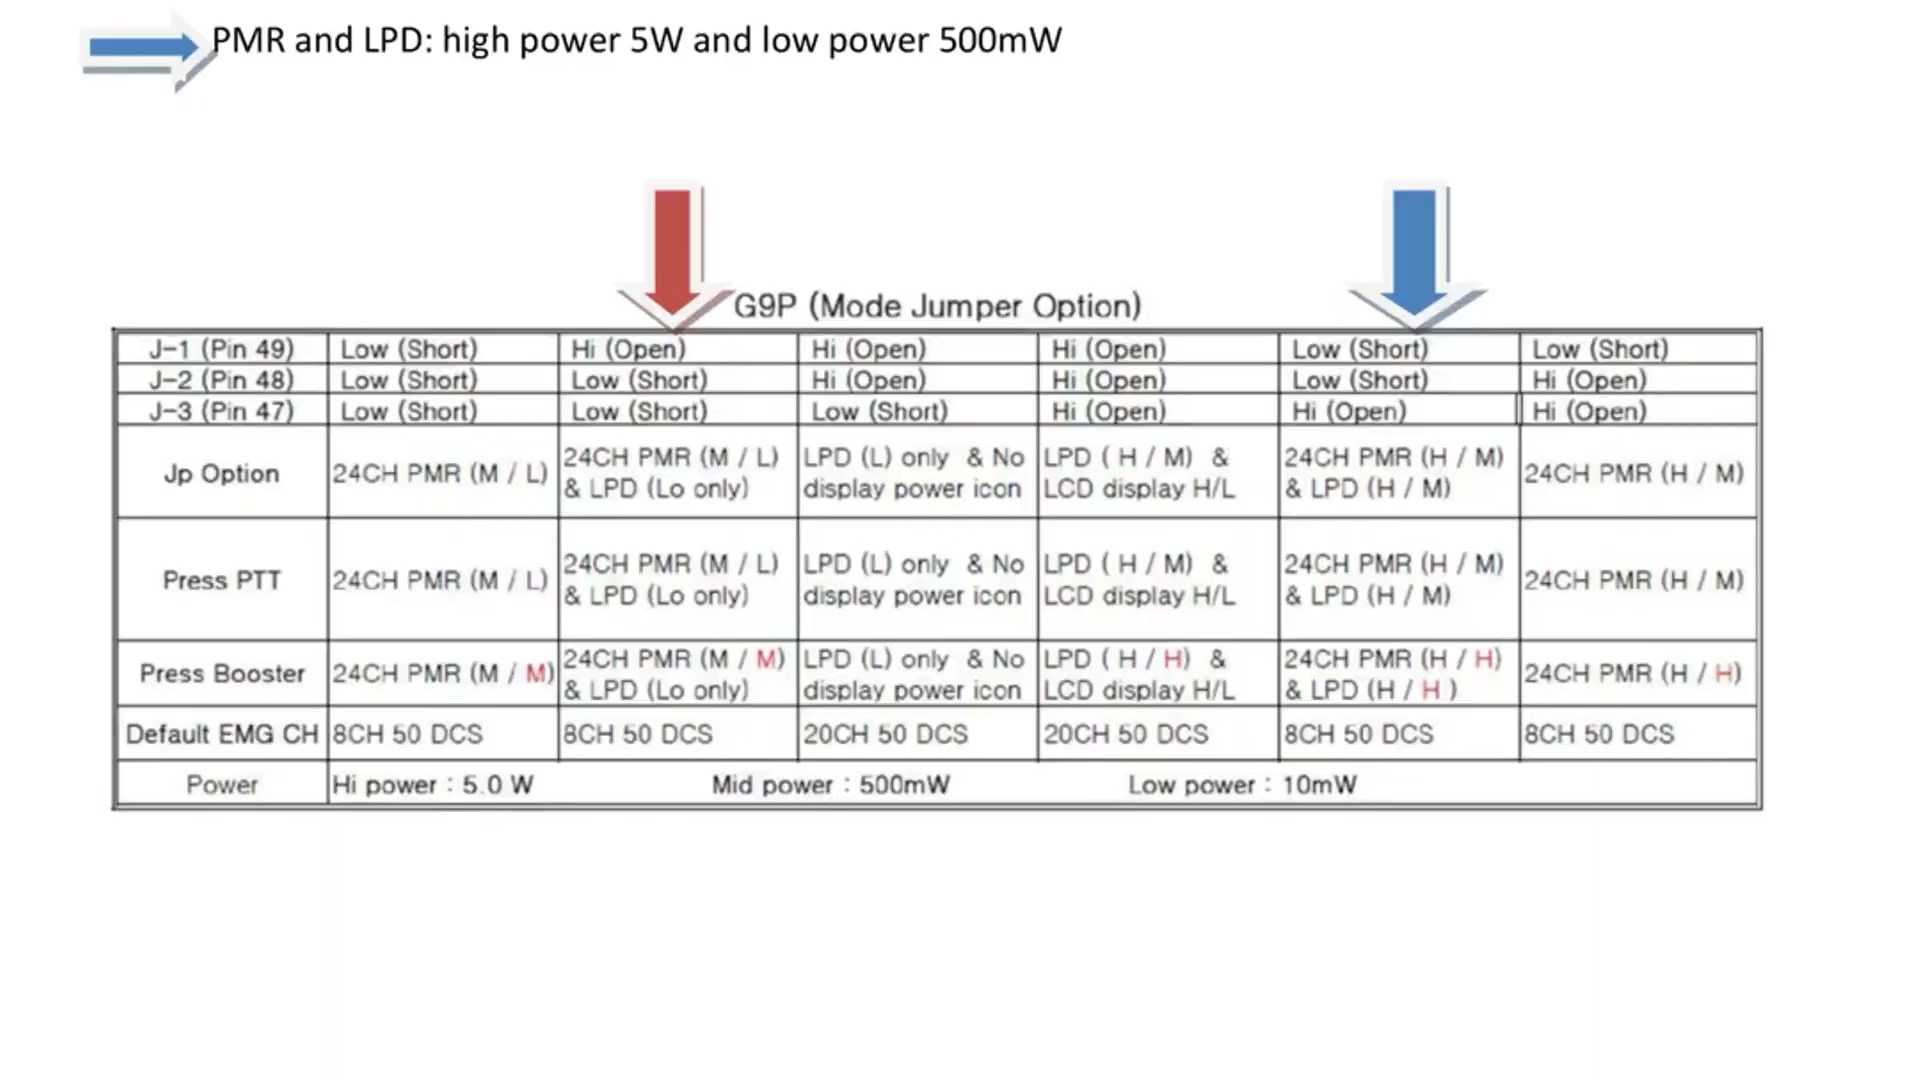 PMR and LPD: high power 5W and low power 500mW
G9P (Mode Jumper Option)
J-1 (Pin 49) Low (Short) Hi (Open) Hi (Open) Hi (Open) Low (Short) Low (Short)
J-2 (Pin 48) Low (Short) Low (Short) Hi (Open) Hi (Open) Low (Short) Hi (Open)
J-3 (Pin 47) Low (Short) Low (Short) Low (Short) Hi (Open) Hi (Open) Hi (Open)
Jp Option
24CH PMR (M / L)
24CH PMR (M / L)
& LPD (Lo only)
LPD (L) only & No
display power icon
LPD ( H / M) &
LCD display H/L
24CH PMR (H / M)
& LPD (H / M)
24CH PMR (H / M)
Press PTT
24CH PMR (M / L)
24CH PMR (M / L)
& LPD (Lo only)
LPD (L) only & No
display power icon
LPD ( H / M) &
LCD display H/L
24CH PMR (H / M)
& LPD (H / M)
24CH PMR (H / M)
Press Booster
24CH PMR (M / M)
24CH PMR (M / M)
& LPD (Lo only)
LPD (L) only & No
display power icon
LPD ( H / H) &
LCD display H/L
24CH PMR (H / H)
& LPD (H / H )
24CH PMR (H / H)
Default EMG CH 8CH 50 DCS 8CH 50 DCS 20CH 50 DCS 20CH 50 DCS 8CH 50 DCS 8CH 50 DCS
Power Hi power : 5.0 W Mid power : 500mW Low power : 10mW